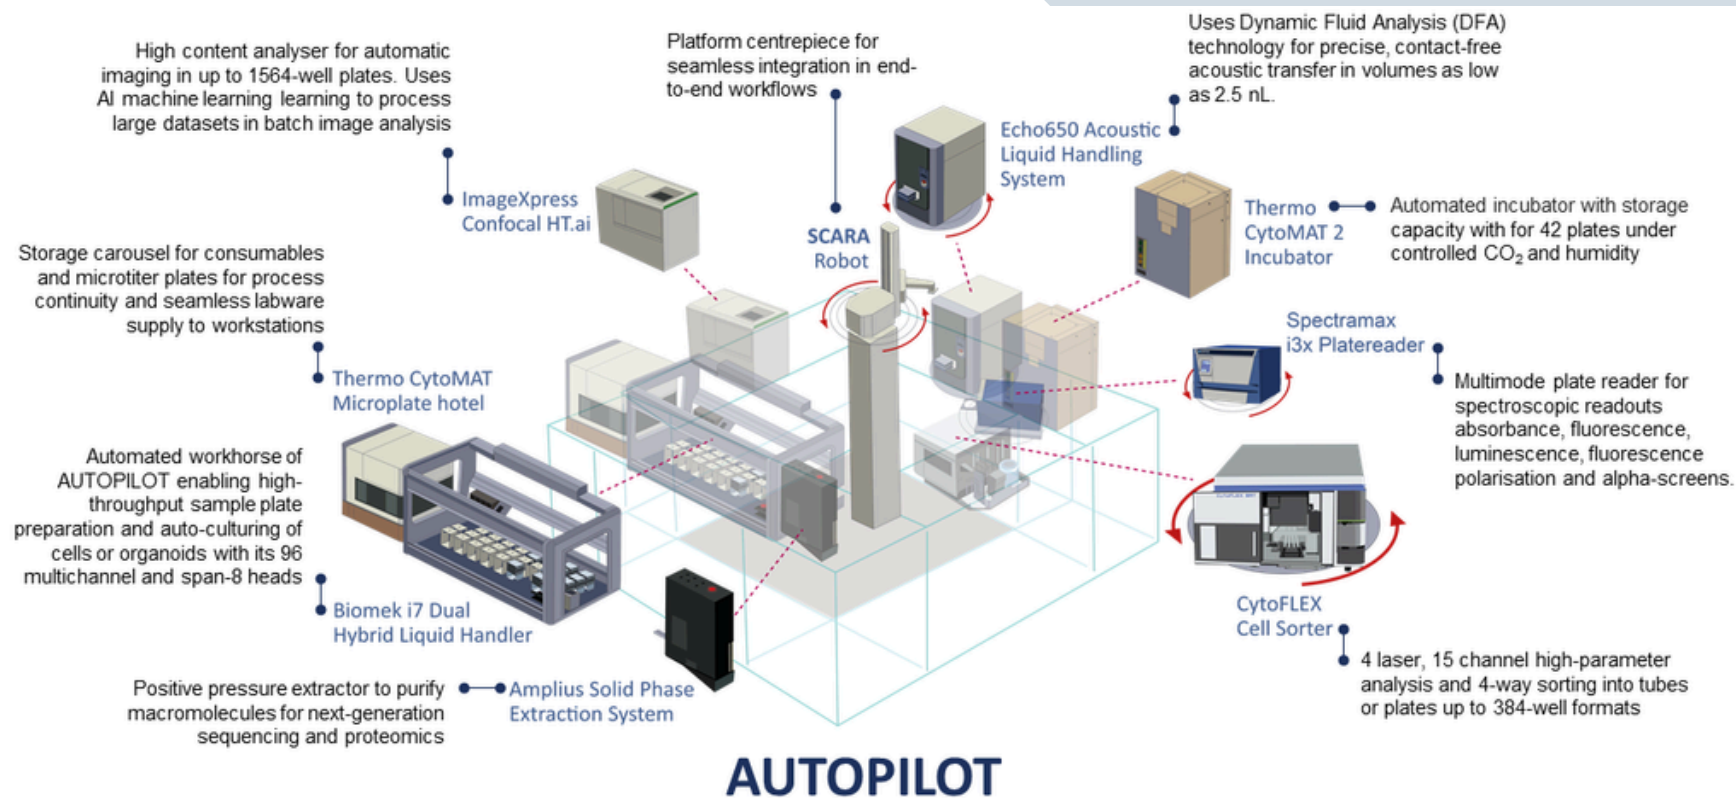 High content analyser for automatic
imaging in up to 1564-well plates. Uses
AI machine learning learning to process
large datasets in batch image analysis
ImageXpress
Confocal HT.ai
Platform centrepiece for
seamless integration in end-
to-end workflows
SCARA
Robot
Uses Dynamic Fluid Analysis (DFA)
technology for precise, contact-free
acoustic transfer in volumes as low
as 2.5 nL.
Echo650 Acoustic
Liquid Handling
System
Thermo
CytoMAT 2
Incubator
Automated incubator with storage
capacity with for 42 plates under
controlled CO₂ and humidity
Storage carousel for consumables
and microtiter plates for process
continuity and seamless labware
supply to workstations
Thermo CytoMAT
Microplate hotel
Spectramax
i3x Platereader
Multimode plate reader for
spectroscopic readouts
absorbance, fluorescence,
luminescence, fluorescence
polarisation and alpha-screens.
Automated workhorse of
AUTOPILOT enabling high-
throughput sample plate
preparation and auto-culturing of
cells or organoids with its 96
multichannel and span-8 heads
Biomek i7 Dual
Hybrid Liquid Handler
CytoFLEX
Cell Sorter
4 laser, 15 channel high-parameter
analysis and 4-way sorting into tubes
or plates up to 384-well formats
Positive pressure extractor to purify
macromolecules for next-generation
sequencing and proteomics
Amplius Solid Phase
Extraction System
AUTOPILOT